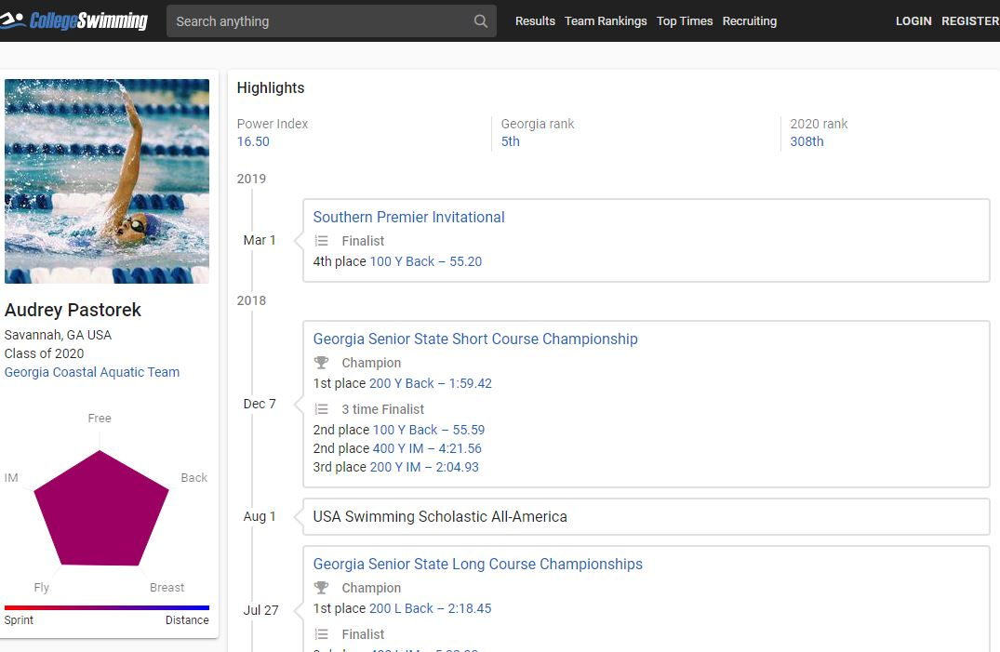 CollegeSwimming
Search anything
Results Team Rankings Top Times Recruiting
LOGIN REGISTER
Audrey Pastorek
Savannah, GA USA
Class of 2020
Georgia Coastal Aquatic Team
Free
IM
Back
Fly
Breast
Sprint
Distance
Highlights
Power Index
16.50
Georgia rank
5th
2020 rank
308th
2019
Mar 1
Southern Premier Invitational
Finalist
4th place 100 Y Back – 55.20
2018
Dec 7
Georgia Senior State Short Course Championship
Champion
1st place 200 Y Back – 1:59.42
3 time Finalist
2nd place 100 Y Back – 55.59
2nd place 400 Y IM – 4:21.56
3rd place 200 Y IM – 2:04.93
Aug 1
USA Swimming Scholastic All-America
Jul 27
Georgia Senior State Long Course Championships
Champion
1st place 200 L Back – 2:18.45
Finalist